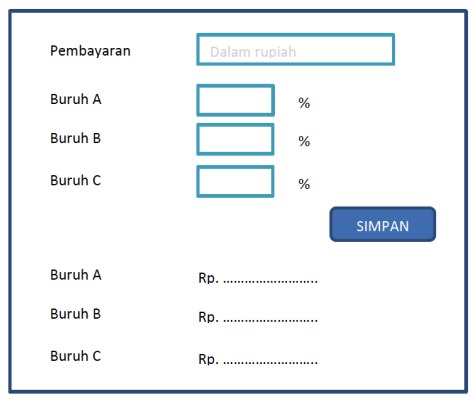 Pembayaran Dalam rupiah
Buruh A %
Buruh B %
Buruh C %
SIMPAN
Buruh A Rp. ............................
Buruh B Rp. ............................
Buruh C Rp. ............................